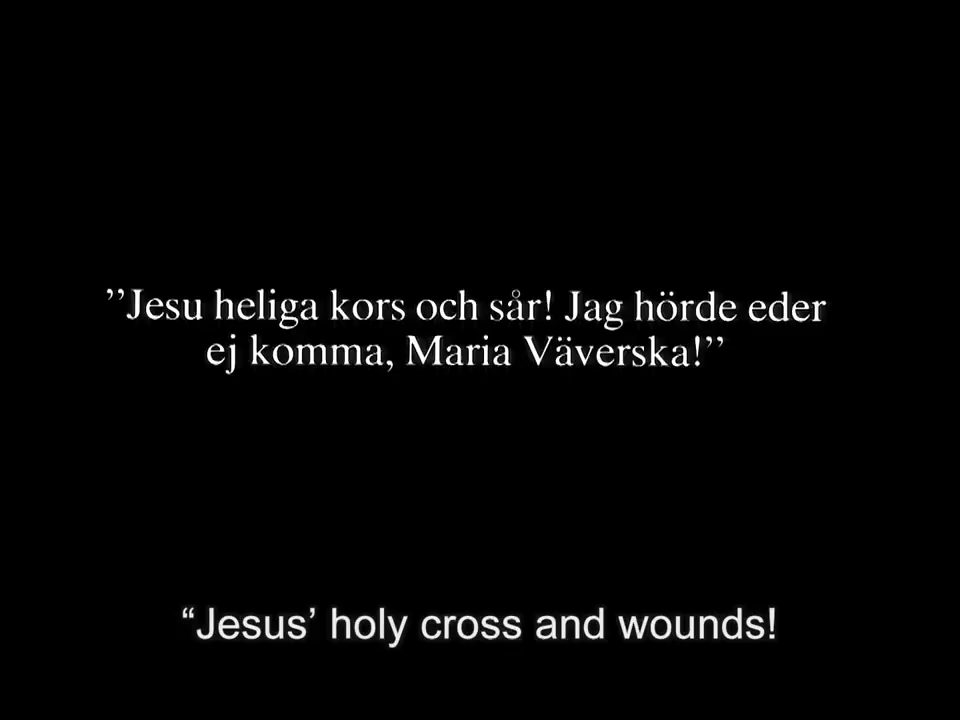 ”Jesu heliga kors och sår! Jag hörde eder
ej komma, Maria Väverska!”
“Jesus’ holy cross and wounds!